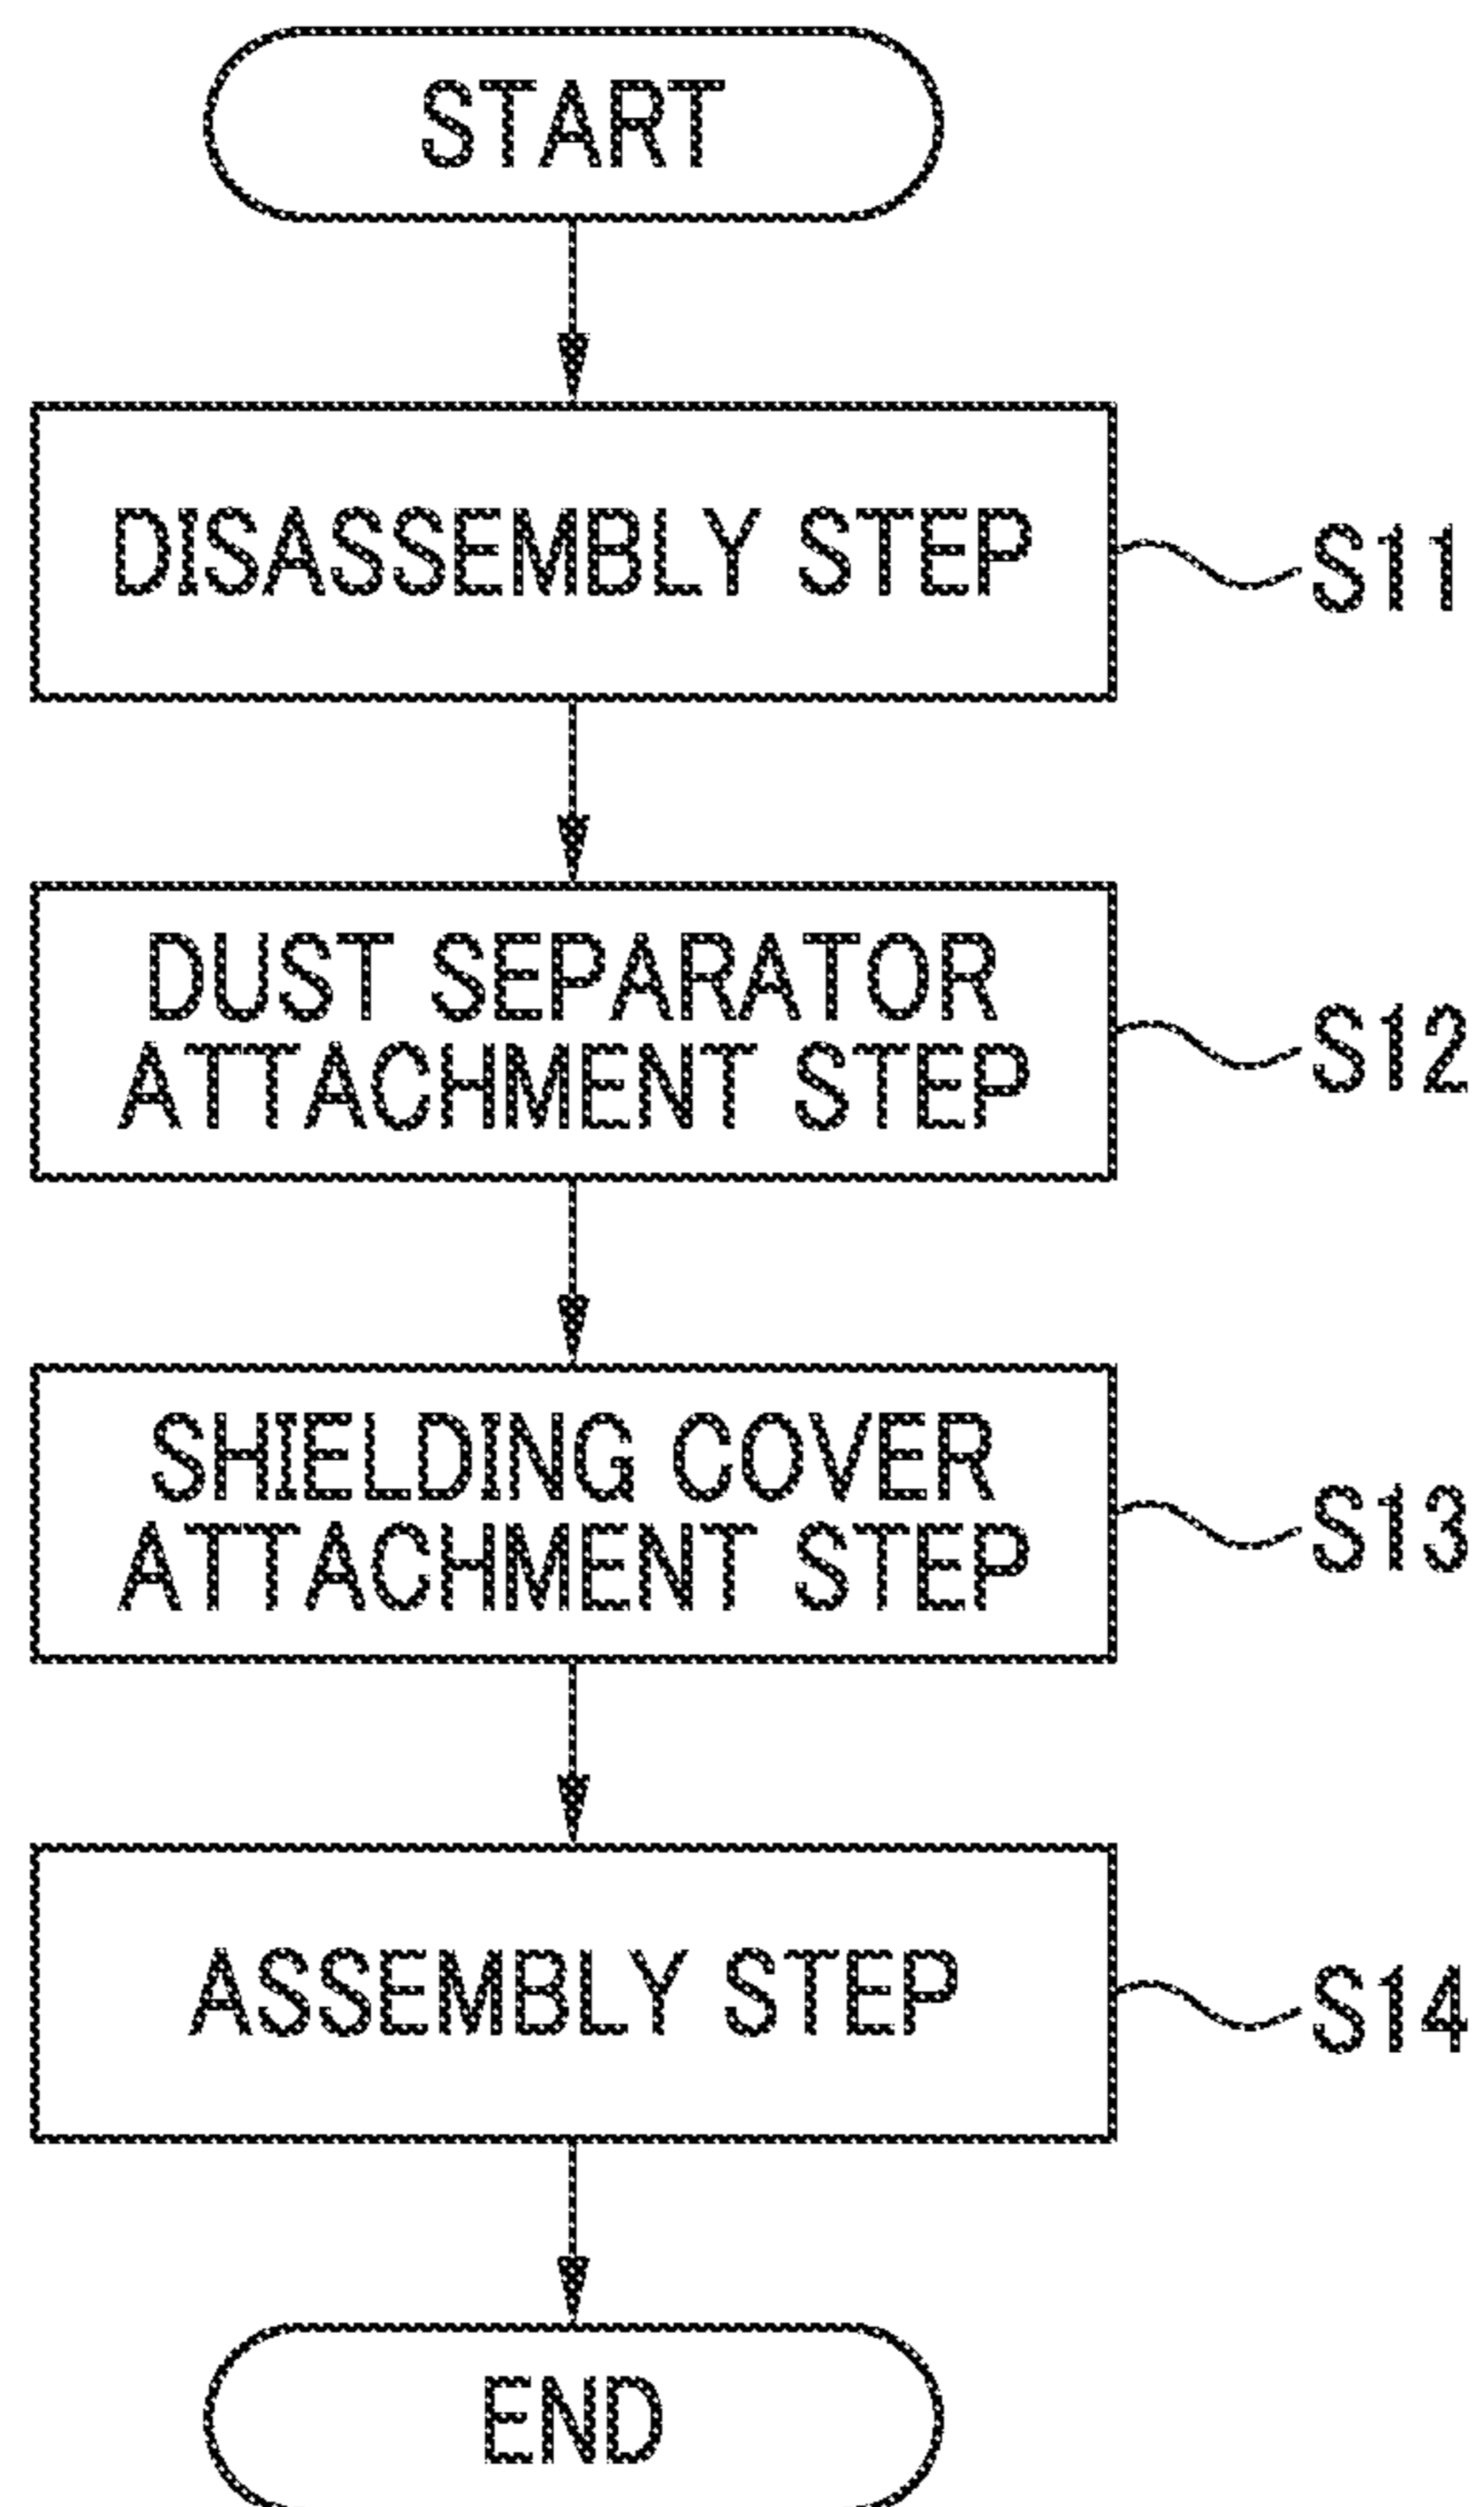 START
DISASSEMBLY STEP
S11
DUST SEPARATOR
ATTACHMENT STEP
S12
SHIELDING COVER
ATTACHMENT STEP
S13
ASSEMBLY STEP
S14
END